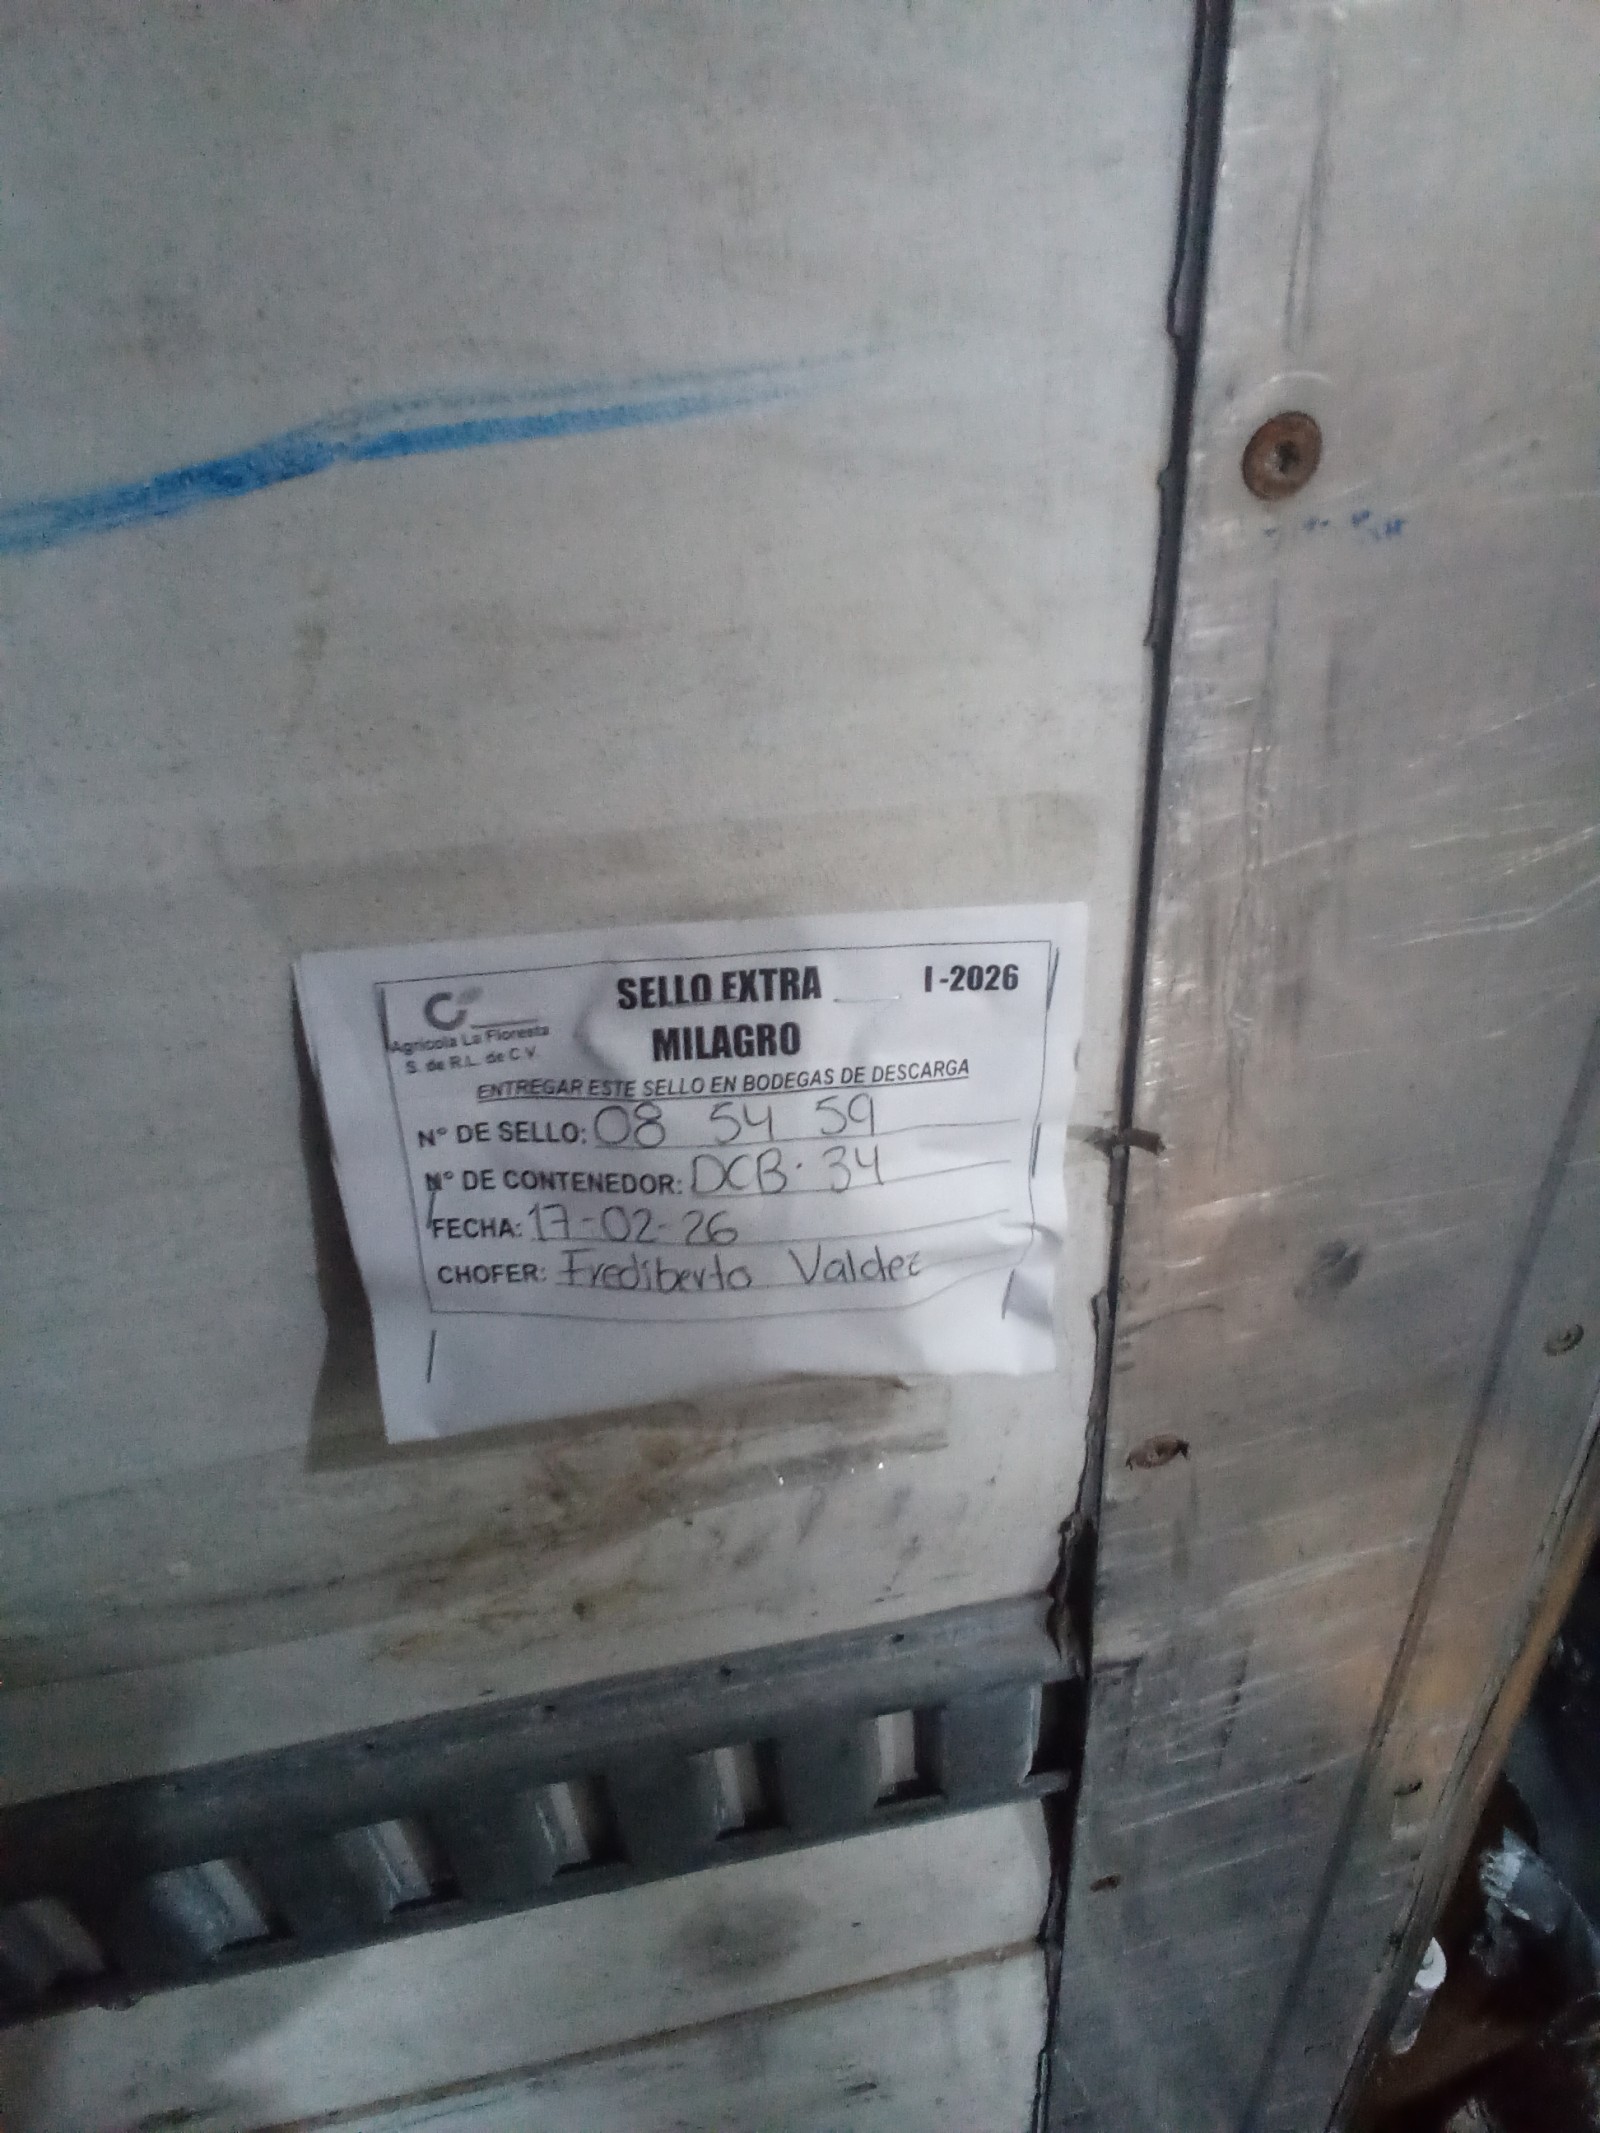 SELLO EXTRA I-2026
MILAGRO
Agrícola La Floresta
S. de R.L. de C.V.
ENTREGAR ESTE SELLO EN BODEGAS DE DESCARGA
N° DE SELLO: 08 54 59
N° DE CONTENEDOR: DCB. 34
FECHA: 17-02-26
CHOFER: Frediberto Valdez